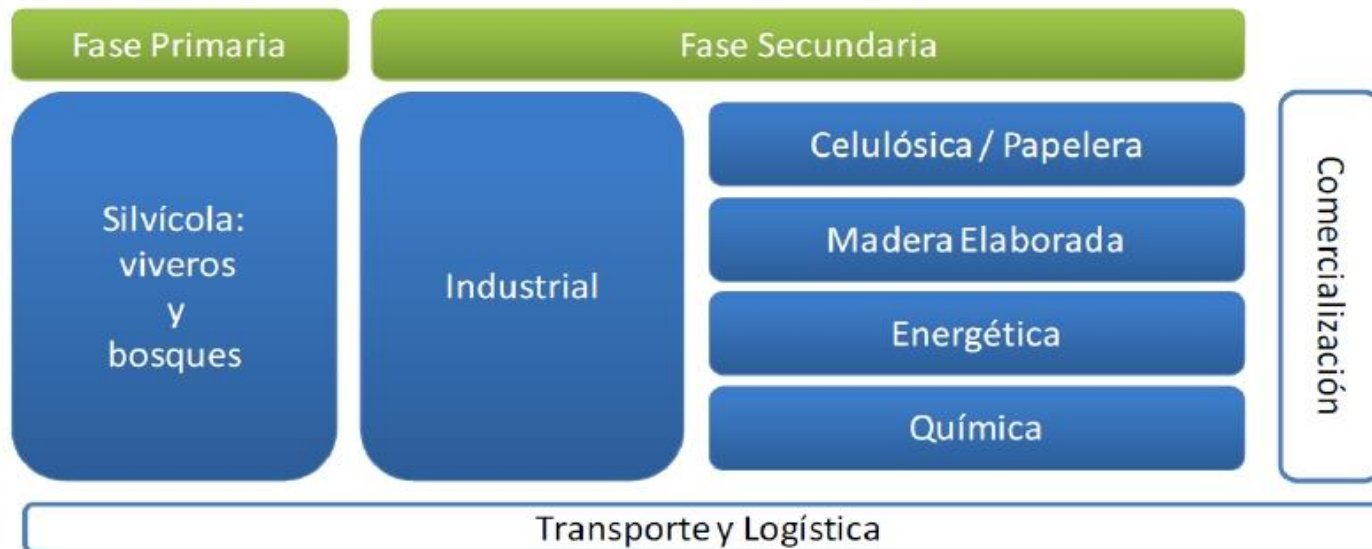 Fase Primaria
Fase Secundaria
Silvícola:
viveros
y
bosques
Industrial
Celulósica / Papelera
Madera Elaborada
Energética
Química
Comercialización
Transporte y Logística